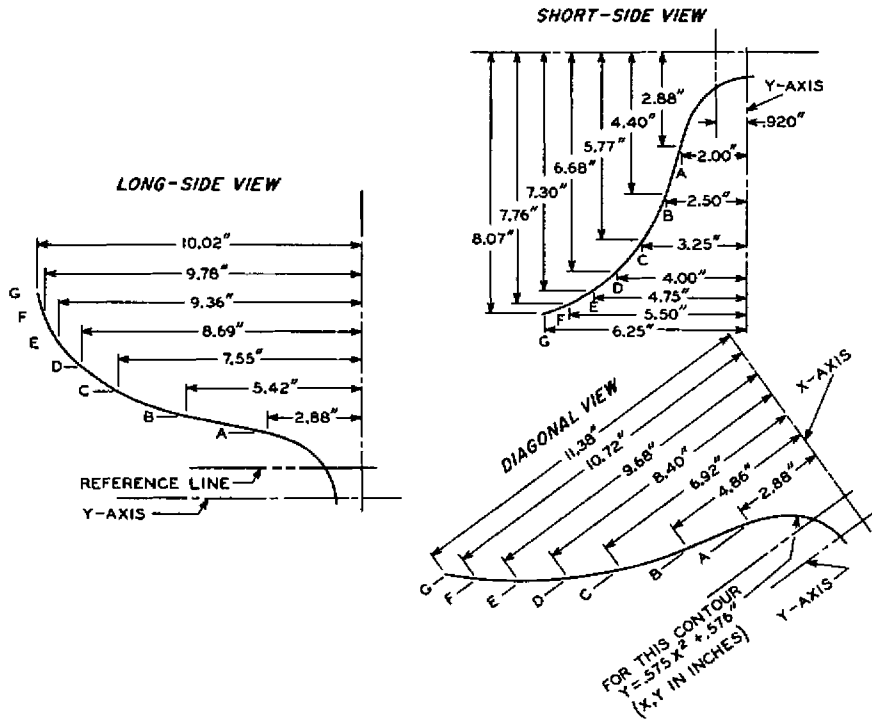 SHORT-SIDE VIEW
2.88"
Y-AXIS
4.40"
.920"
5.77"
2.00"
A
6.68"
7.30"
2.50"
B
7.76"
8.07"
3.25"
C
4.00"
D
4.75"
E
5.50"
F
6.25"
G
LONG-SIDE VIEW
10.02"
9.78"
G
9.36"
F
8.69"
E
7.55"
D
5.42"
C
2.88"
B
A
REFERENCE LINE
Y-AXIS
DIAGONAL VIEW
X-AXIS
11.38"
10.72"
9.68"
8.40"
6.92"
4.86"
2.88"
A
B
C
D
E
F
G
Y-AXIS
FOR THIS CONTOUR
Y=.575X²+.576"
(X,Y IN INCHES)